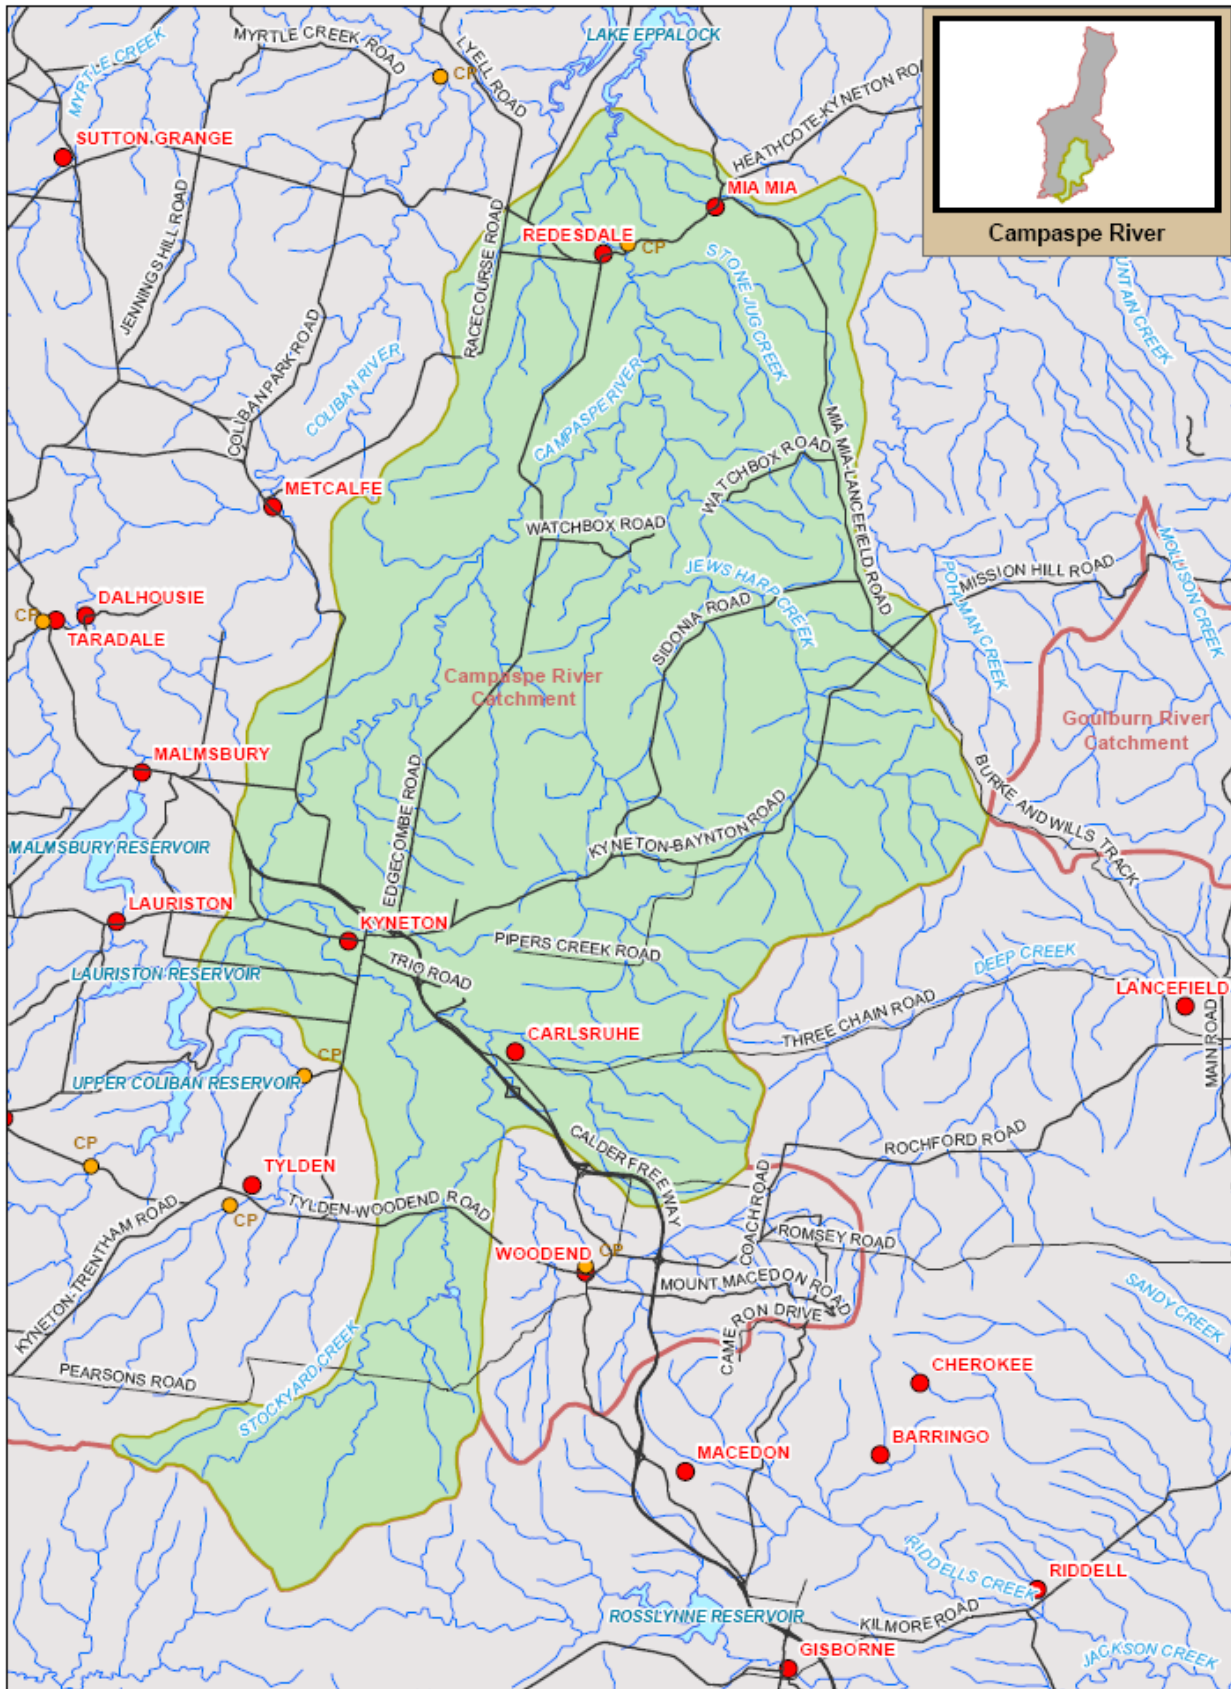 MYRTLE CREEK ROAD
LYELL ROAD
LAKE EPPALOCK
MYRTLE CREEK
CP
HEATHCOTE-KYNETON ROA
Campaspe River
SUTTON GRANGE
MIA MIA
JENNINGS HILL ROAD
RACECOURSE ROAD
REDESDALE
CP
STONE JUG CREEK
UNTAIN CREEK
COLIBAN PARK ROAD
COLIBAN RIVER
CAMPASPE RIVER
MIA MIA-LANCEFIELD ROAD
WATCHBOX ROAD
METCALFE
WATCHBOX ROAD
JEWS HARP CREEK
POHLMAN CREEK
MISSION HILL ROAD
MOLLISON CREEK
DALHOUSIE
CP
TARADALE
SIDONIA ROAD
Campaspe River
Catchment
Goulburn River
Catchment
MALMSBURY
EDGECOMBE ROAD
BURKE AND WILLS TRACK
MALMSBURY RESERVOIR
KYNETON-BAYNTON ROAD
LAURISTON
KYNETON
PIPERS CREEK ROAD
TRIO ROAD
LAURISTON RESERVOIR
DEEP CREEK
LANCEFIELD
CARLSRUHE
THREE CHAIN ROAD
MAIN ROAD
CP
UPPER COLIBAN RESERVOIR
CP
CALDER FREEWAY
ROCHFORD ROAD
TYLDEN
TYLDEN-WOODEND ROAD
CP
KYNETON-TRENTHAM ROAD
COACH ROAD
ROMSEY ROAD
WOODEND
CP
MOUNT MACEDON ROAD
SANDY CREEK
CAMERON DRIVE
PEARSONS ROAD
STOCKYARD CREEK
CHEROKEE
BARRINGO
MACEDON
RIDDELLS CREEK
RIDDELL
ROSSLYNNE RESERVOIR
KILMORE ROAD
GISBORNE
JACKSON CREEK